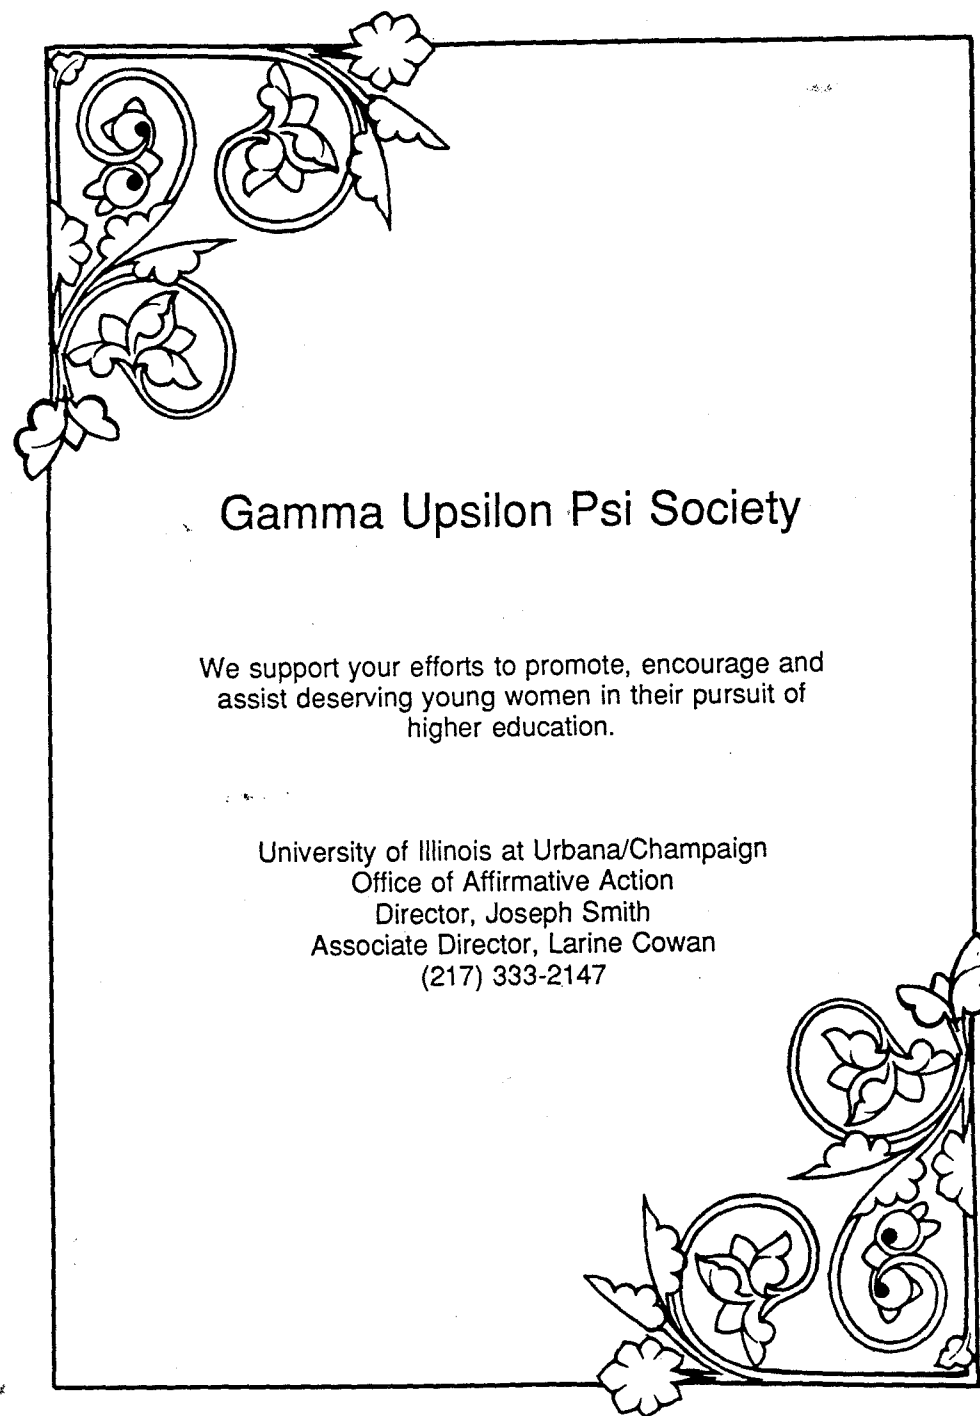 Gamma Upsilon Psi Society
We support your efforts to promote, encourage and
assist deserving young women in their pursuit of
higher education.
University of Illinois at Urbana/Champaign
Office of Affirmative Action
Director, Joseph Smith
Associate Director, Larine Cowan
(217) 333-2147